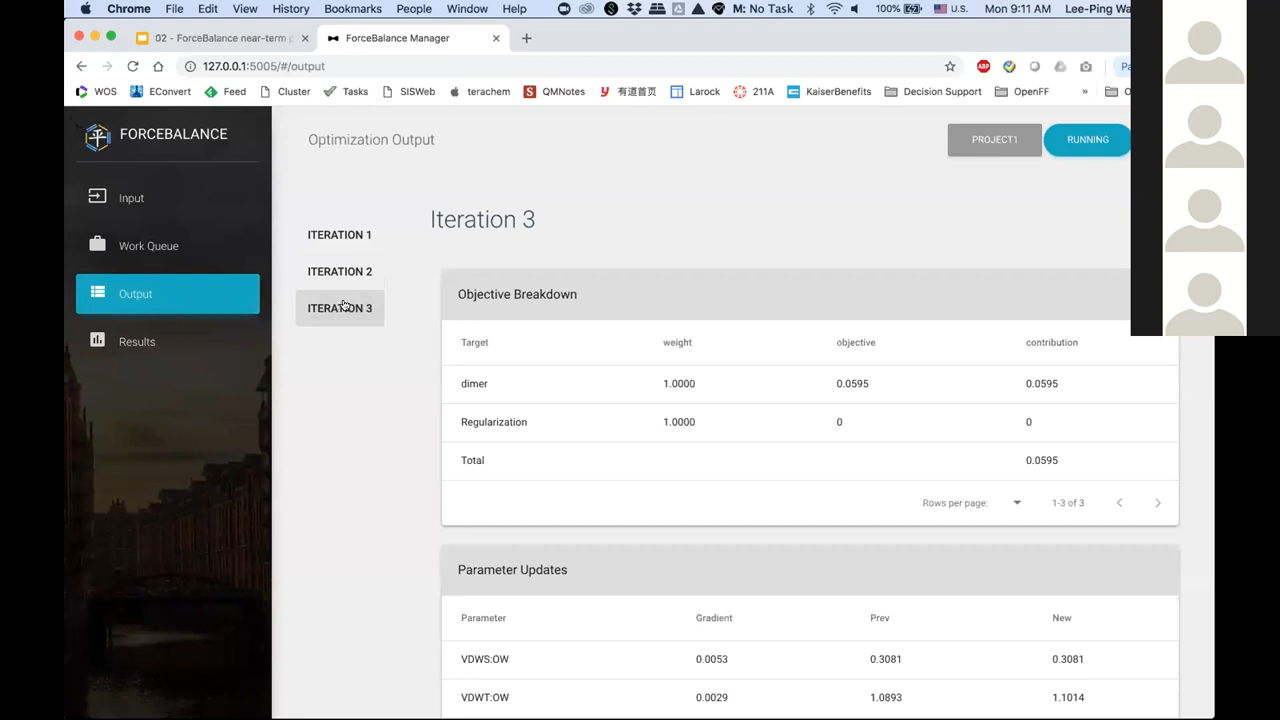 Chrome File Edit View History Bookmarks People Window Help M: No Task 100% U.S. Mon 9:11 AM Lee-Ping Wa
02 - ForceBalance near-term
ForceBalance Manager
127.0.0.1:5005/#/output
Pa
WOS EConvert Feed Cluster Tasks SISWeb terachem QMNotes 有道首页 Larock 211A KaiserBenefits Decision Support OpenFF »
FORCEBALANCE
Input
Work Queue
Output
Results
Optimization Output
PROJECT1 RUNNING
ITERATION 1
ITERATION 2
ITERATION 3
Iteration 3
Objective Breakdown
Target weight objective contribution
dimer 1.0000 0.0595 0.0595
Regularization 1.0000 0 0
Total 0.0595
Rows per page: 1-3 of 3
Parameter Updates
Parameter Gradient Prev New
VDWS:OW 0.0053 0.3081 0.3081
VDWT:OW 0.0029 1.0893 1.1014